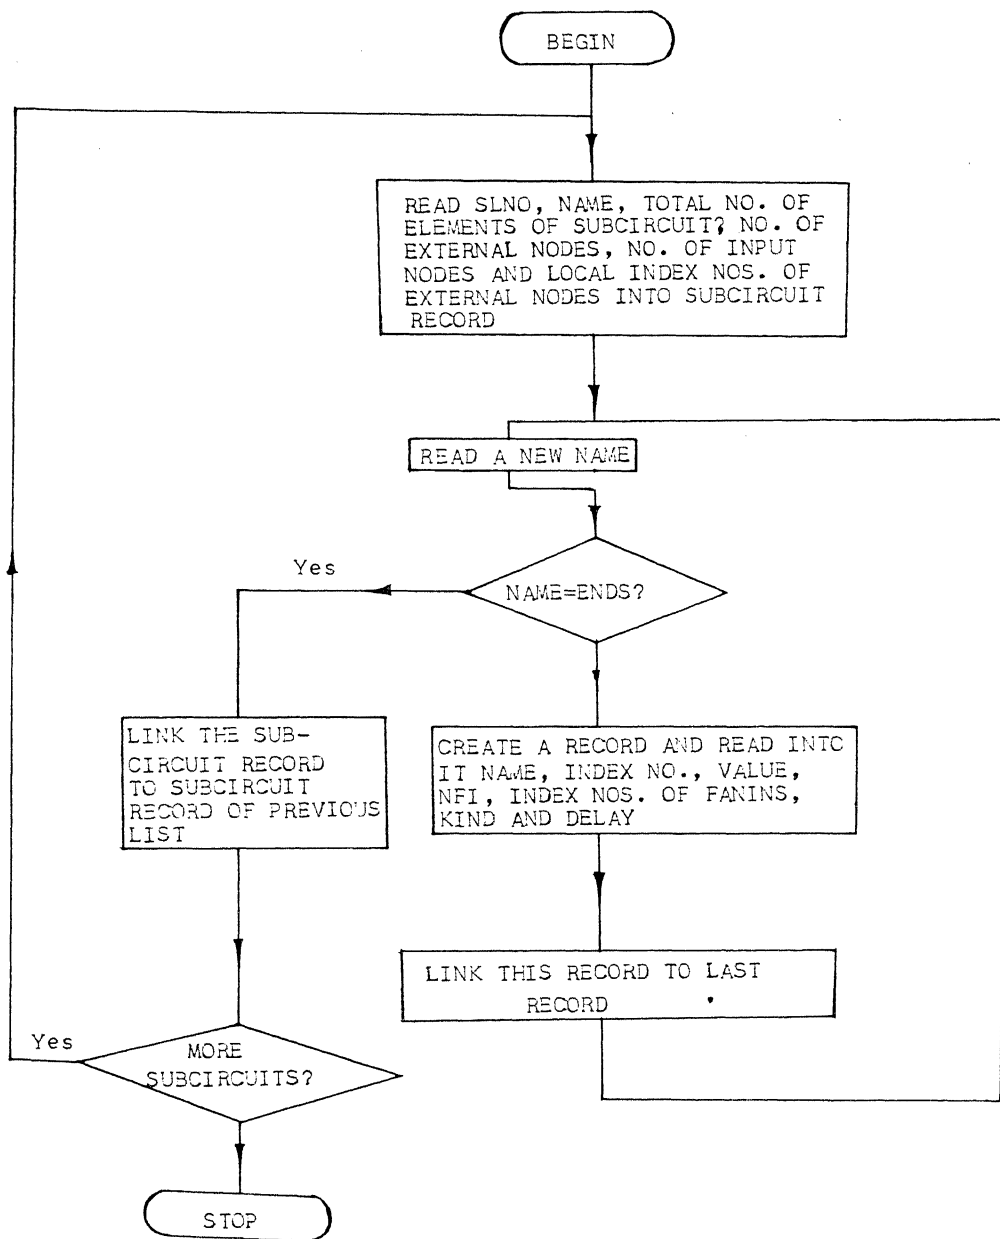 BEGIN
READ SLNO, NAME, TOTAL NO. OF
ELEMENTS OF SUBCIRCUIT? NO. OF
EXTERNAL NODES, NO. OF INPUT
NODES AND LOCAL INDEX NOS. OF
EXTERNAL NODES INTO SUBCIRCUIT
RECORD
READ A NEW NAME
NAME=ENDS?
Yes
LINK THE SUB-
CIRCUIT RECORD
TO SUBCIRCUIT
RECORD OF PREVIOUS
LIST
CREATE A RECORD AND READ INTO
IT NAME, INDEX NO., VALUE,
NFI, INDEX NOS. OF FANINS,
KIND AND DELAY
LINK THIS RECORD TO LAST
RECORD
Yes
MORE
SUBCIRCUITS?
STOP